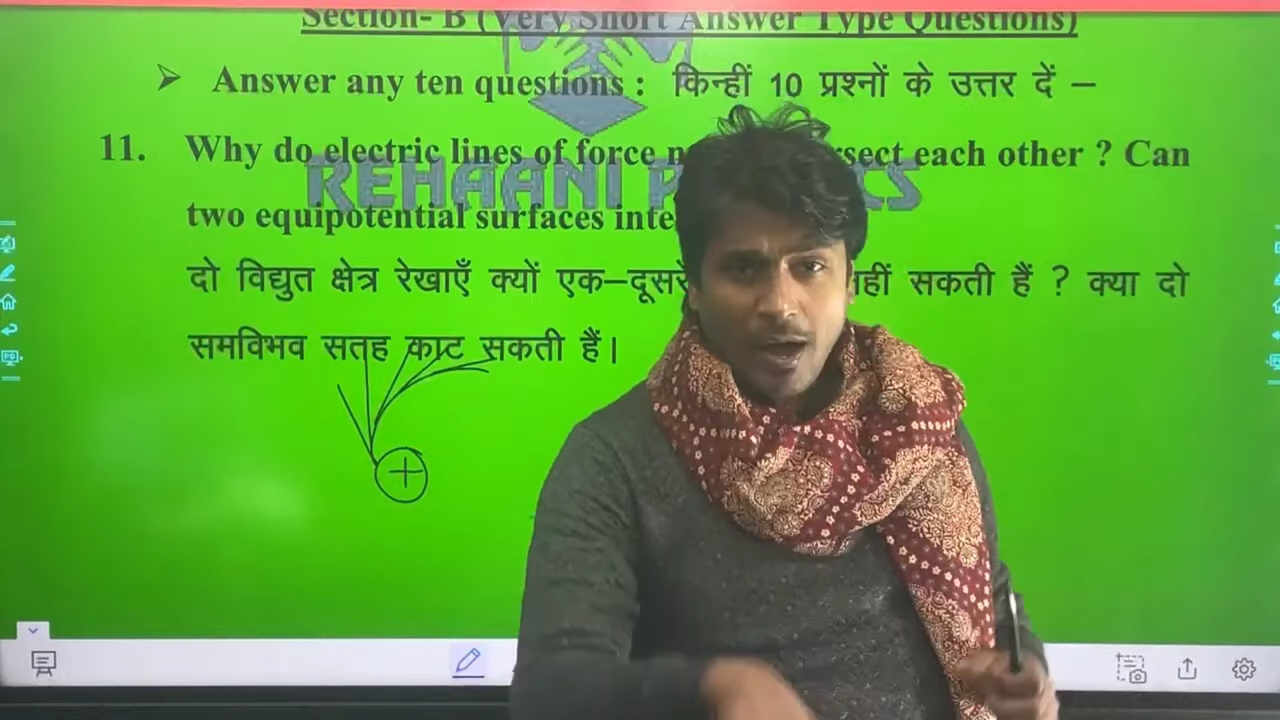 Section- B (Very Short Answer Type Questions)
➤ Answer any ten questions : किन्हीं 10 प्रश्नों के उत्तर दें –
11. Why do electric lines of force each other ? Can
REHAANI
two equipotential surfaces
दो विद्युत क्षेत्र रेखाएँ क्यों एक–दूसरे सकती हैं ? क्या दो
समविभव सतह काट सकती हैं।
+